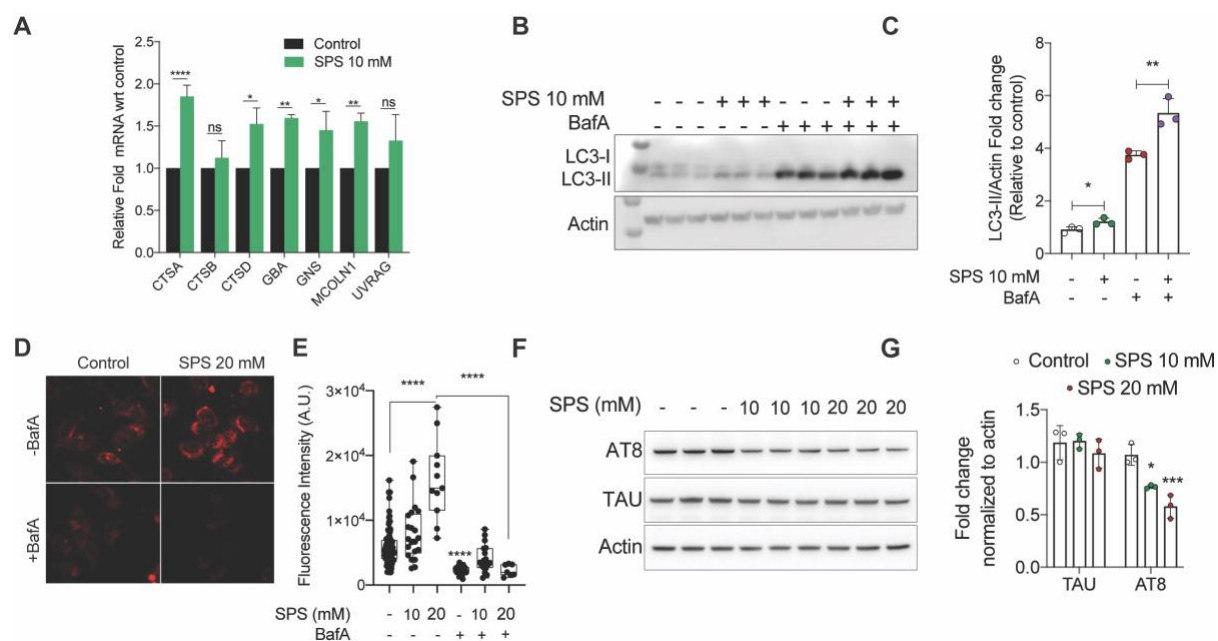 A
Control
SPS 10 mM
Relative Fold mRNA wrt control
2.5
2.0
1.5
1.0
0.5
0.0
****
ns
*
**
*
**
ns
CTSA
CTSB
CTSD
GBA
GNS
MCOLN1
UVRAG
B
SPS 10 mM - - - + + + - - - + + +
BafA - - - - - - + + + + + +
LC3-I
LC3-II
Actin
C
LC3-II/Actin Fold change
(Relative to control)
8
6
4
2
0
*
**
SPS 10 mM - + - +
BafA - - + +
D
Control SPS 20 mM
-BafA
+BafA
E
Fluorescence Intensity (A.U.)
3×10⁴
2×10⁴
1×10⁴
0
****
****
****
SPS (mM) - 10 20 - 10 20
BafA - - - + + +
F
SPS (mM) - - - 10 10 10 20 20 20
AT8
TAU
Actin
G
Control SPS 10 mM
SPS 20 mM
Fold change
normalized to actin
1.5
1.0
0.5
0.0
*
***
TAU AT8